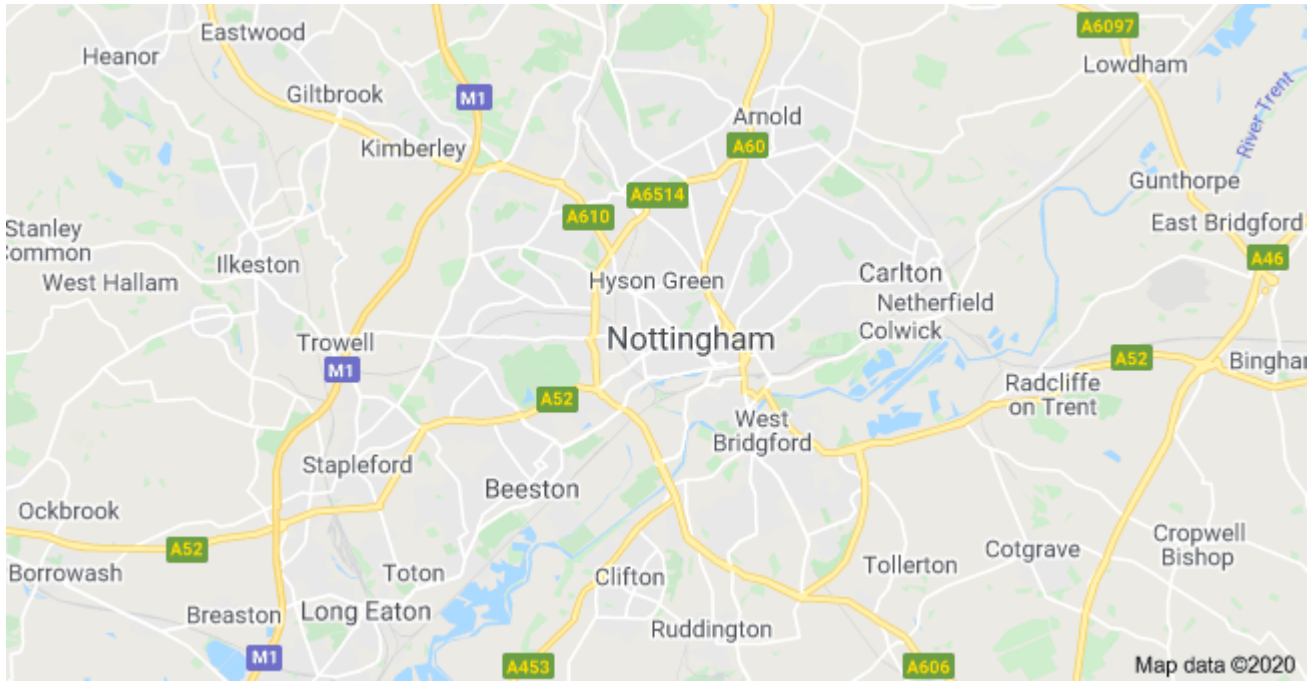 Eastwood
A6097
Heanor
Lowdham
Giltbrook
M1
Arnold
River Trent
Kimberley
A60
Gunthorpe
A6514
A610
East Bridgford
Stanley
Common
Ilkeston
A46
West Hallam
Hyson Green
Carlton
Netherfield
Nottingham
Colwick
Trowell
M1
A52
Bingha
Radcliffe
on Trent
A52
West
Bridgford
Stapleford
Beeston
Ockbrook
Cropwell
Bishop
A52
Cotgrave
Borrowash
Toton
Clifton
Tollerton
Breaston
Long Eaton
Ruddington
M1
A453
A606
Map data ©2020